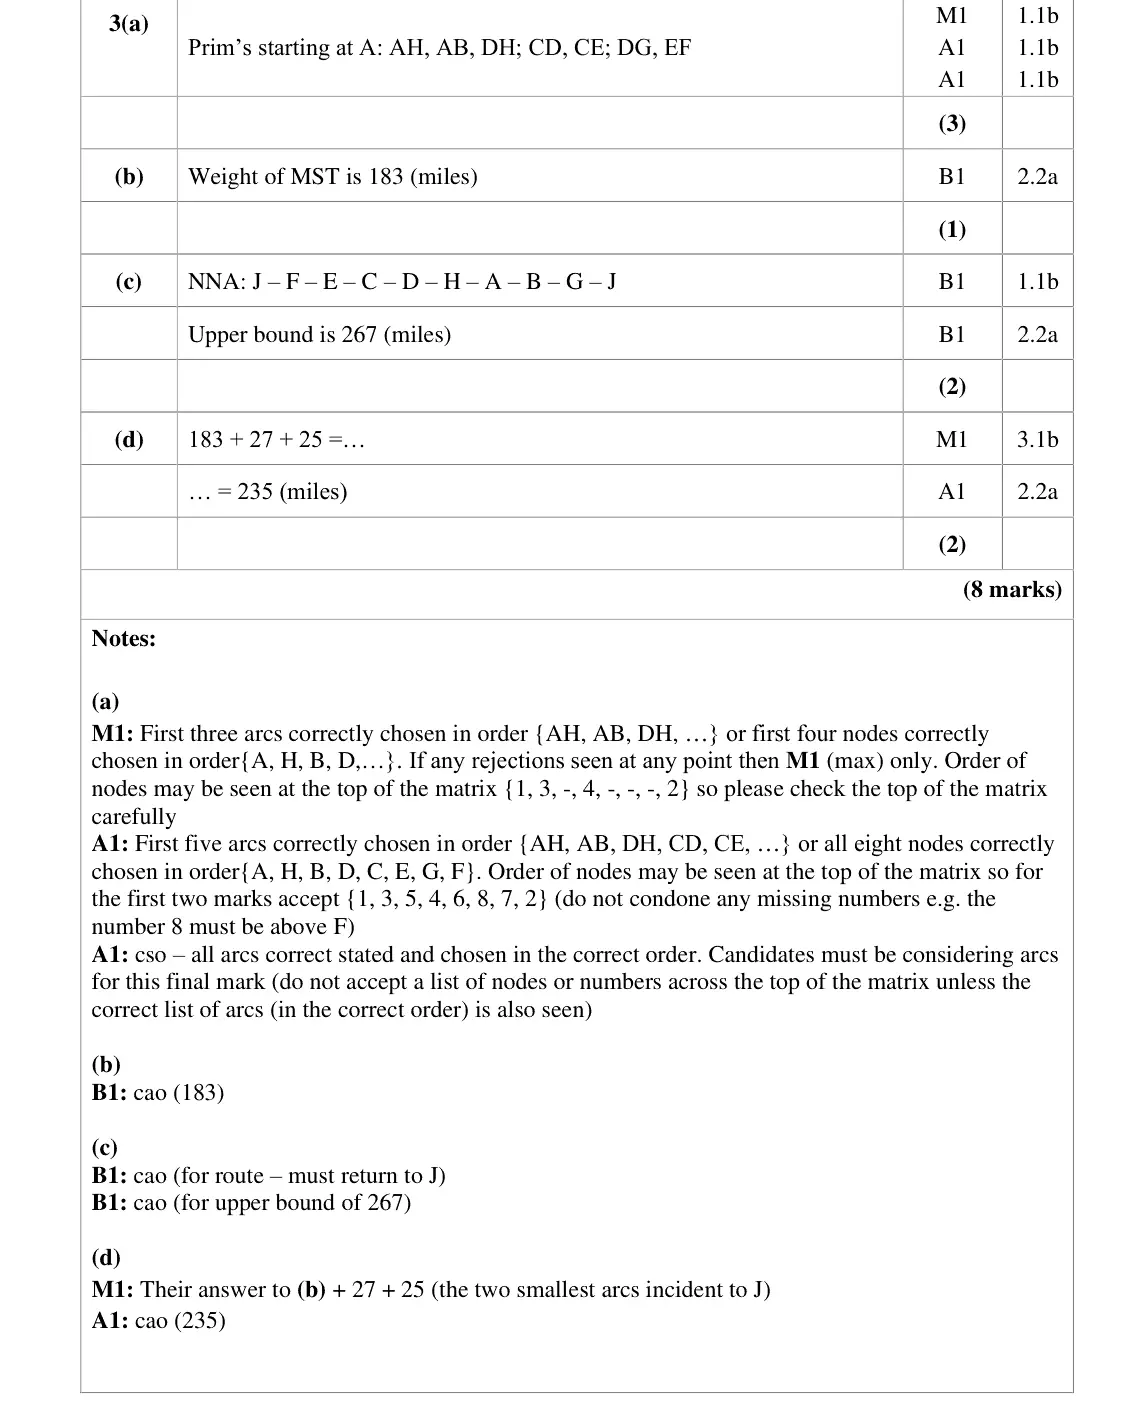 3(a)
M1 1.1b
Prim's starting at A: AH, AB, DH; CD, CE; DG, EF
A1 1.1b
A1 1.1b
(3)
(b) Weight of MST is 183 (miles) B1 2.2a
(1)
(c) NNA: J – F – E – C – D – H – A – B – G – J B1 1.1b
Upper bound is 267 (miles) B1 2.2a
(2)
(d) 183 + 27 + 25 =… M1 3.1b
… = 235 (miles) A1 2.2a
(2)
(8 marks)
Notes:
(a)
M1: First three arcs correctly chosen in order {AH, AB, DH, …} or first four nodes correctly
chosen in order{A, H, B, D,…}. If any rejections seen at any point then M1 (max) only. Order of
nodes may be seen at the top of the matrix {1, 3, -, 4, -, -, -, 2} so please check the top of the matrix
carefully
A1: First five arcs correctly chosen in order {AH, AB, DH, CD, CE, …} or all eight nodes correctly
chosen in order{A, H, B, D, C, E, G, F}. Order of nodes may be seen at the top of the matrix so for
the first two marks accept {1, 3, 5, 4, 6, 8, 7, 2} (do not condone any missing numbers e.g. the
number 8 must be above F)
A1: cso – all arcs correct stated and chosen in the correct order. Candidates must be considering arcs
for this final mark (do not accept a list of nodes or numbers across the top of the matrix unless the
correct list of arcs (in the correct order) is also seen)
(b)
B1: cao (183)
(c)
B1: cao (for route – must return to J)
B1: cao (for upper bound of 267)
(d)
M1: Their answer to (b) + 27 + 25 (the two smallest arcs incident to J)
A1: cao (235)